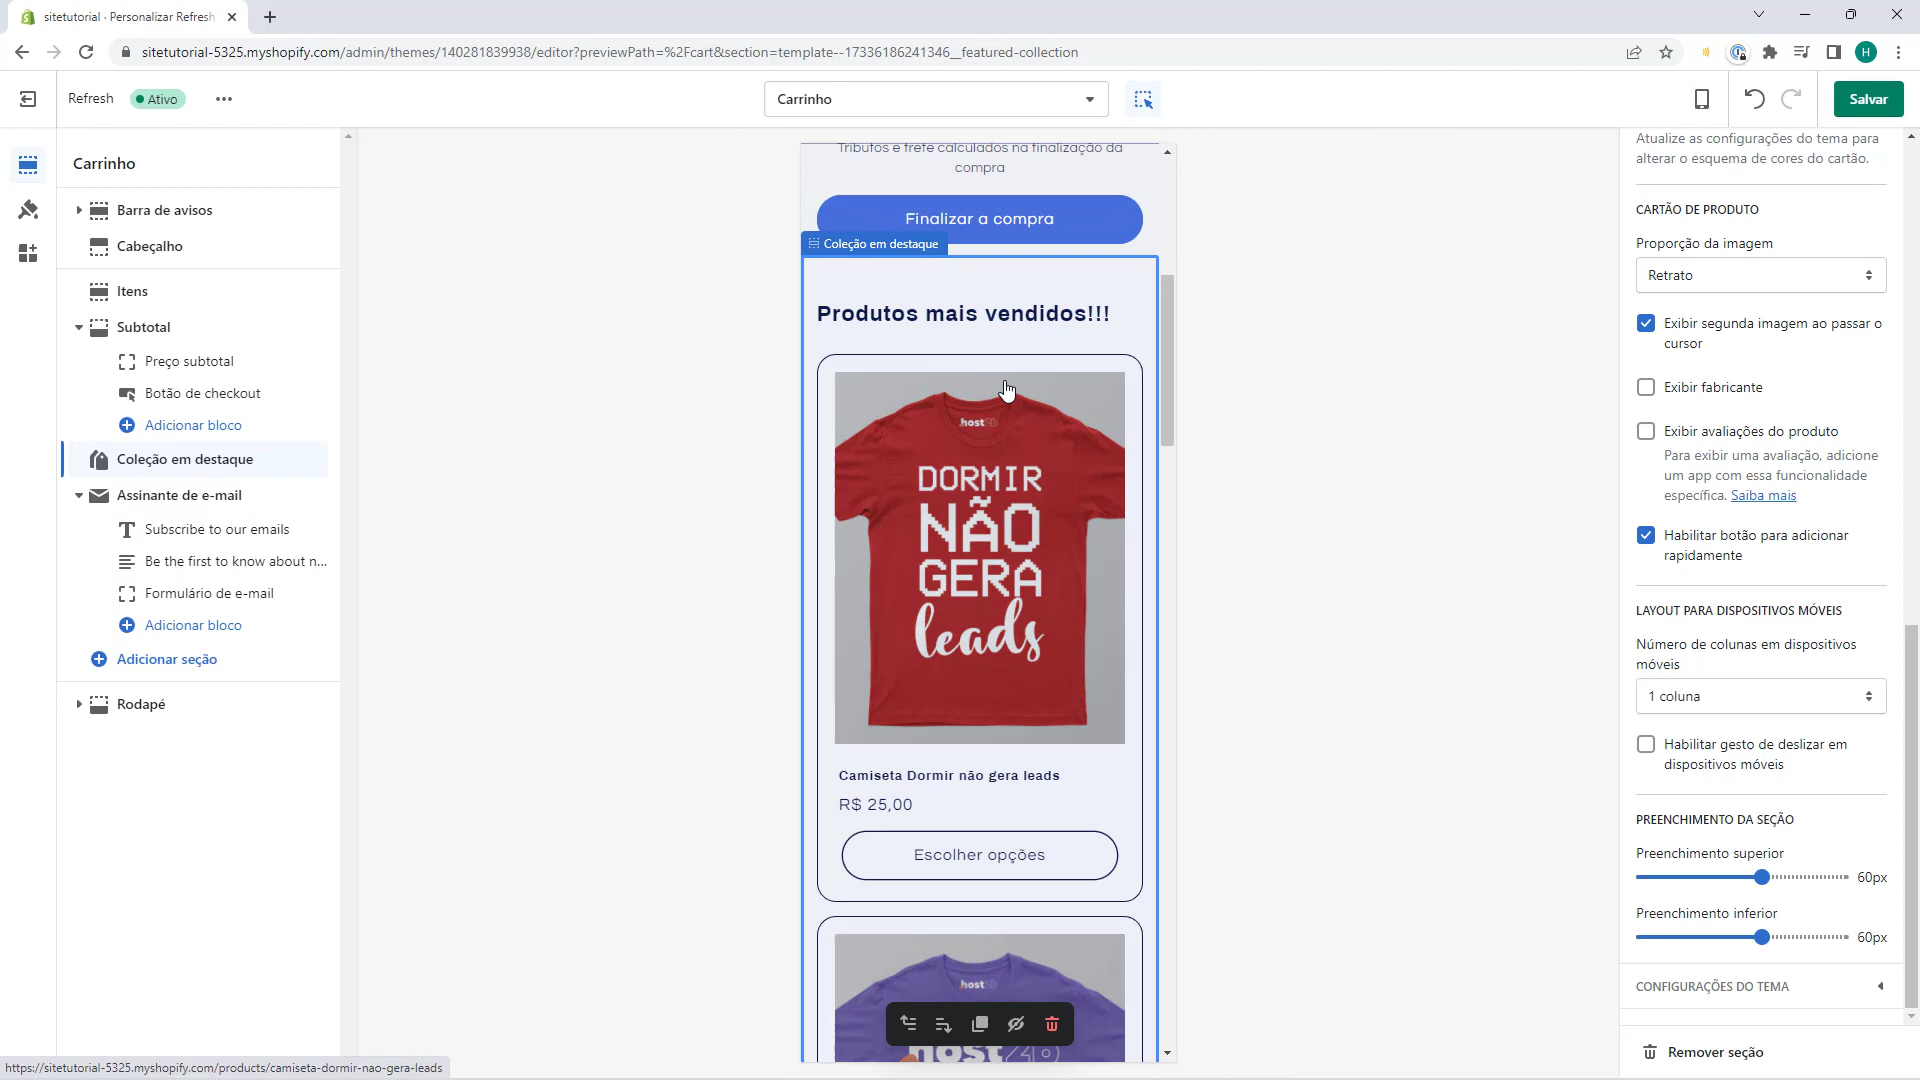 sitetutorial · Personalizar Refresh
sitetutorial-5325.myshopify.com/admin/themes/140281839938/editor?previewPath=%2Fcart&section=template--17336186241346__featured-collection
H
Refresh
Ativo
Carrinho
Salvar
Carrinho
Barra de avisos
Cabeçalho
Itens
Subtotal
Preço subtotal
Botão de checkout
Adicionar bloco
Coleção em destaque
Assinante de e-mail
Subscribe to our emails
Be the first to know about n...
Formulário de e-mail
Adicionar bloco
Adicionar seção
Rodapé
Tributos e frete calculados na finalização da
compra
Finalizar a compra
Coleção em destaque
Produtos mais vendidos!!!
.host2b
DORMIR
NÃO
GERA
leads
Camiseta Dormir não gera leads
R$ 25,00
Escolher opções
.host2b
host2b
Atualize as configurações do tema para
alterar o esquema de cores do cartão.
CARTÃO DE PRODUTO
Proporção da imagem
Retrato
Exibir segunda imagem ao passar o
cursor
Exibir fabricante
Exibir avaliações do produto
Para exibir uma avaliação, adicione
um app com essa funcionalidade
específica. Saiba mais
Habilitar botão para adicionar
rapidamente
LAYOUT PARA DISPOSITIVOS MÓVEIS
Número de colunas em dispositivos
móveis
1 coluna
Habilitar gesto de deslizar em
dispositivos móveis
PREENCHIMENTO DA SEÇÃO
Preenchimento superior
60px
Preenchimento inferior
60px
CONFIGURAÇÕES DO TEMA
Remover seção
https://sitetutorial-5325.myshopify.com/products/camiseta-dormir-nao-gera-leads